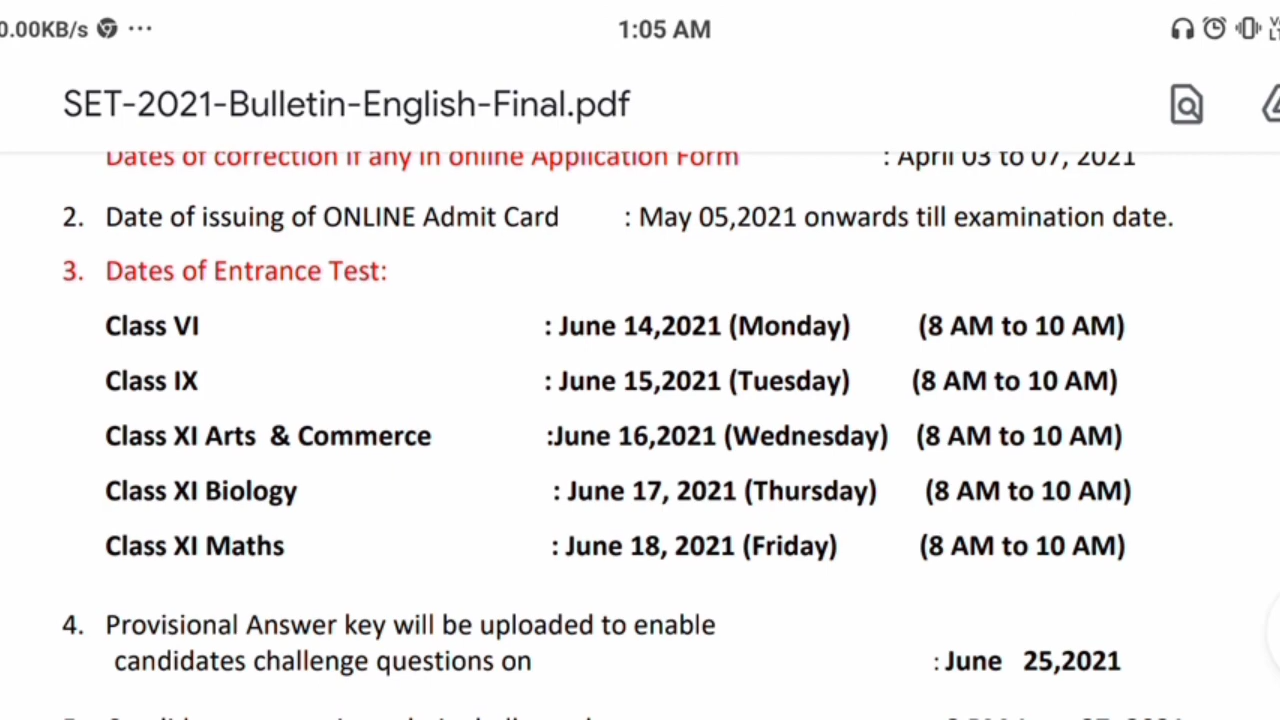 0.00KB/s ...
1:05 AM
SET-2021-Bulletin-English-Final.pdf
Dates of correction if any in online Application Form : April 03 to 07, 2021
2. Date of issuing of ONLINE Admit Card : May 05,2021 onwards till examination date.
3. Dates of Entrance Test:
Class VI : June 14,2021 (Monday) (8 AM to 10 AM)
Class IX : June 15,2021 (Tuesday) (8 AM to 10 AM)
Class XI Arts & Commerce :June 16,2021 (Wednesday) (8 AM to 10 AM)
Class XI Biology : June 17, 2021 (Thursday) (8 AM to 10 AM)
Class XI Maths : June 18, 2021 (Friday) (8 AM to 10 AM)
4. Provisional Answer key will be uploaded to enable
candidates challenge questions on : June 25,2021